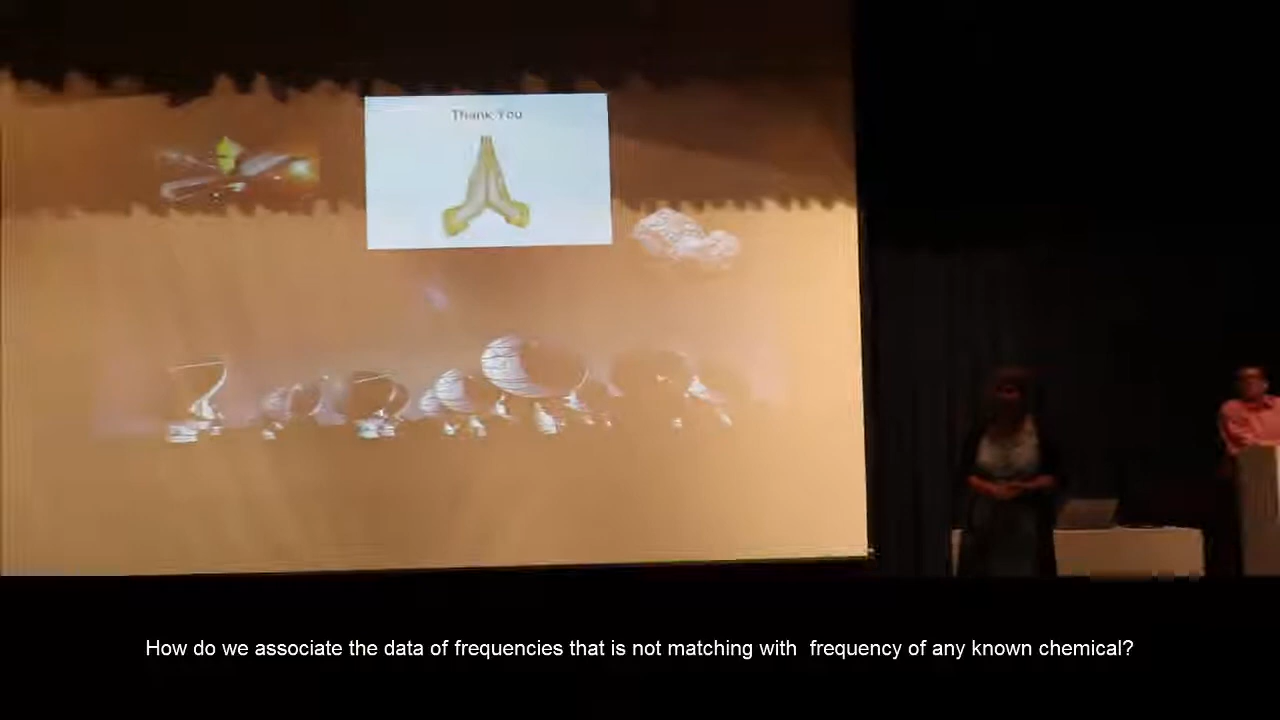 Thank You
How do we associate the data of frequencies that is not matching with  frequency of any known chemical?